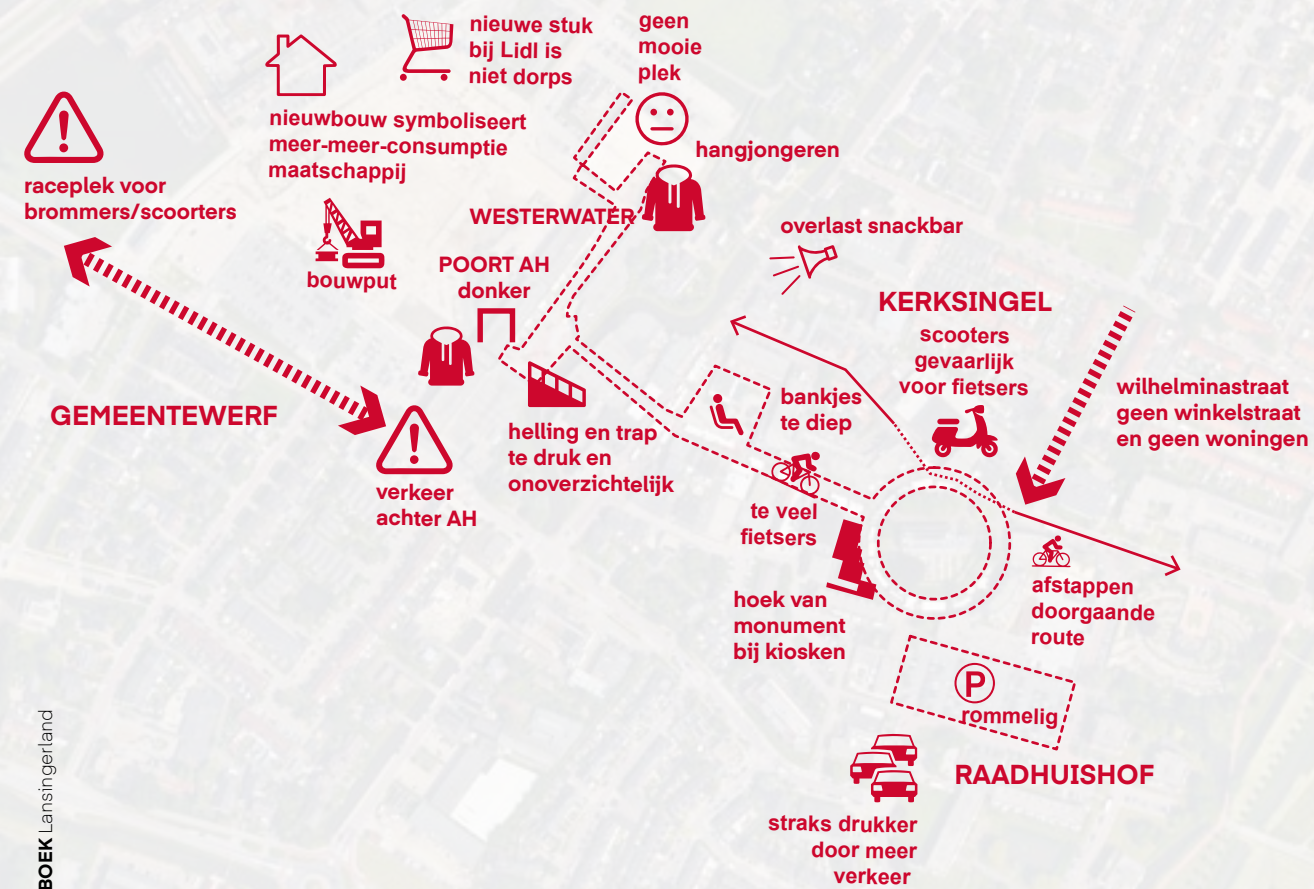 nieuwe stuk
bij Lidl is
niet dorps
geen
mooie
plek
nieuwbouw symboliseert
meer-meer-consumptie
maatschappij
hangjongeren
raceplek voor
brommers/scoorters
WESTERWATER
overlast snackbar
bouwput
POORT AH
donker
KERKSINGEL
scooters
gevaarlijk
voor fietsers
wilhelminastraat
geen winkelstraat
en geen woningen
bankjes
te diep
GEMEENTEWERF
helling en trap
te druk en
onoverzichtelijk
verkeer
achter AH
te veel
fietsers
afstappen
doorgaande
route
hoek van
monument
bij kiosken
P
rommelig
RAADHUISHOF
straks drukker
door meer
verkeer
BOEK Lansingerland